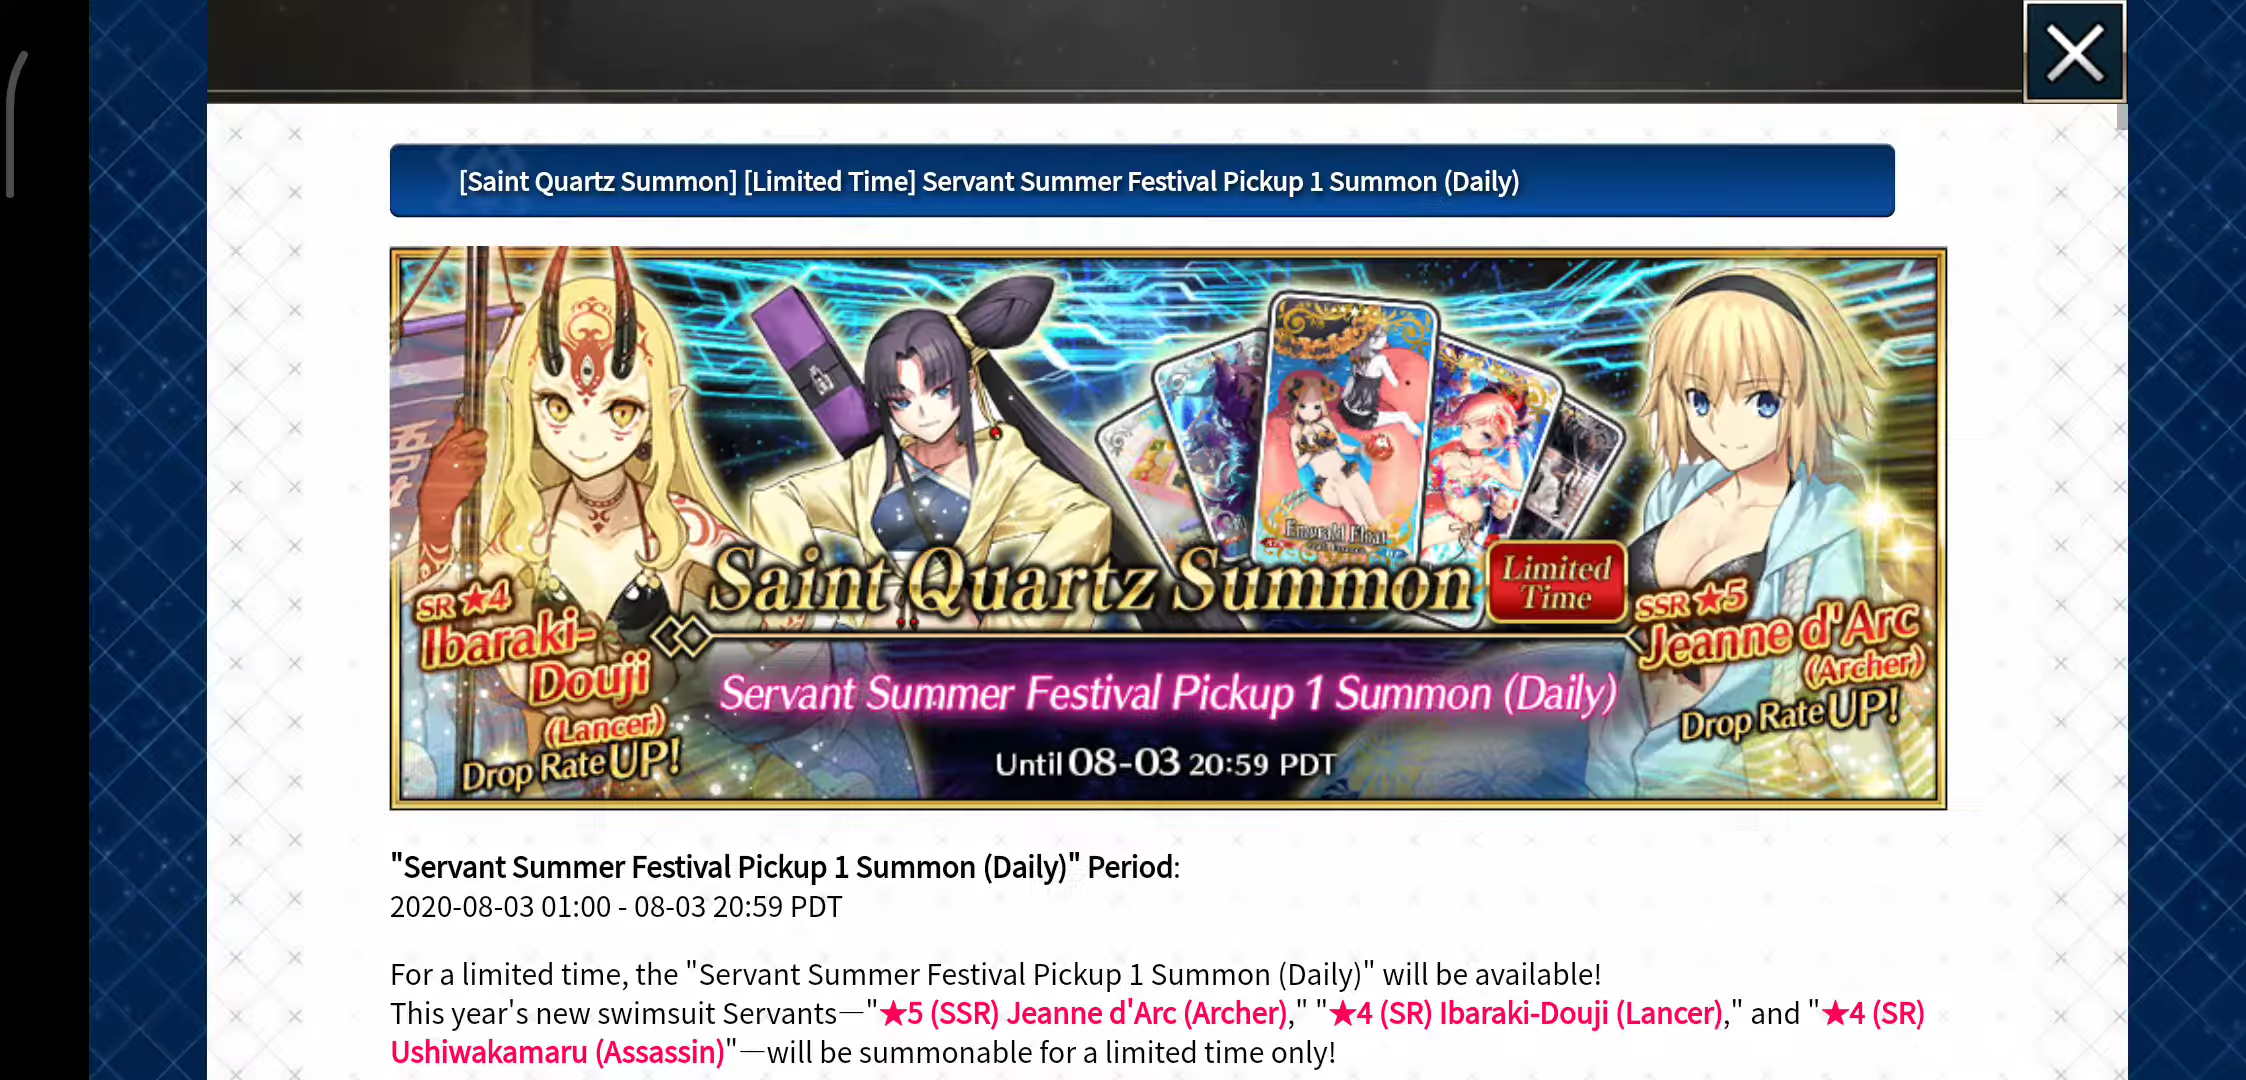 [Saint Quartz Summon] [Limited Time] Servant Summer Festival Pickup 1 Summon (Daily)
Emerald Float
Saint Quartz Summon
Limited
Time
SR ★4
Ibaraki-
Douji
(Lancer)
Drop Rate UP!
SSR ★5
Jeanne d'Arc
(Archer)
Drop Rate UP!
Servant Summer Festival Pickup 1 Summon (Daily)
Until 08-03 20:59 PDT
"Servant Summer Festival Pickup 1 Summon (Daily)" Period:
2020-08-03 01:00 - 08-03 20:59 PDT
For a limited time, the "Servant Summer Festival Pickup 1 Summon (Daily)" will be available!
This year's new swimsuit Servants—"★5 (SSR) Jeanne d'Arc (Archer)," "★4 (SR) Ibaraki-Douji (Lancer)," and "★4 (SR)
Ushiwakamaru (Assassin)"—will be summonable for a limited time only!